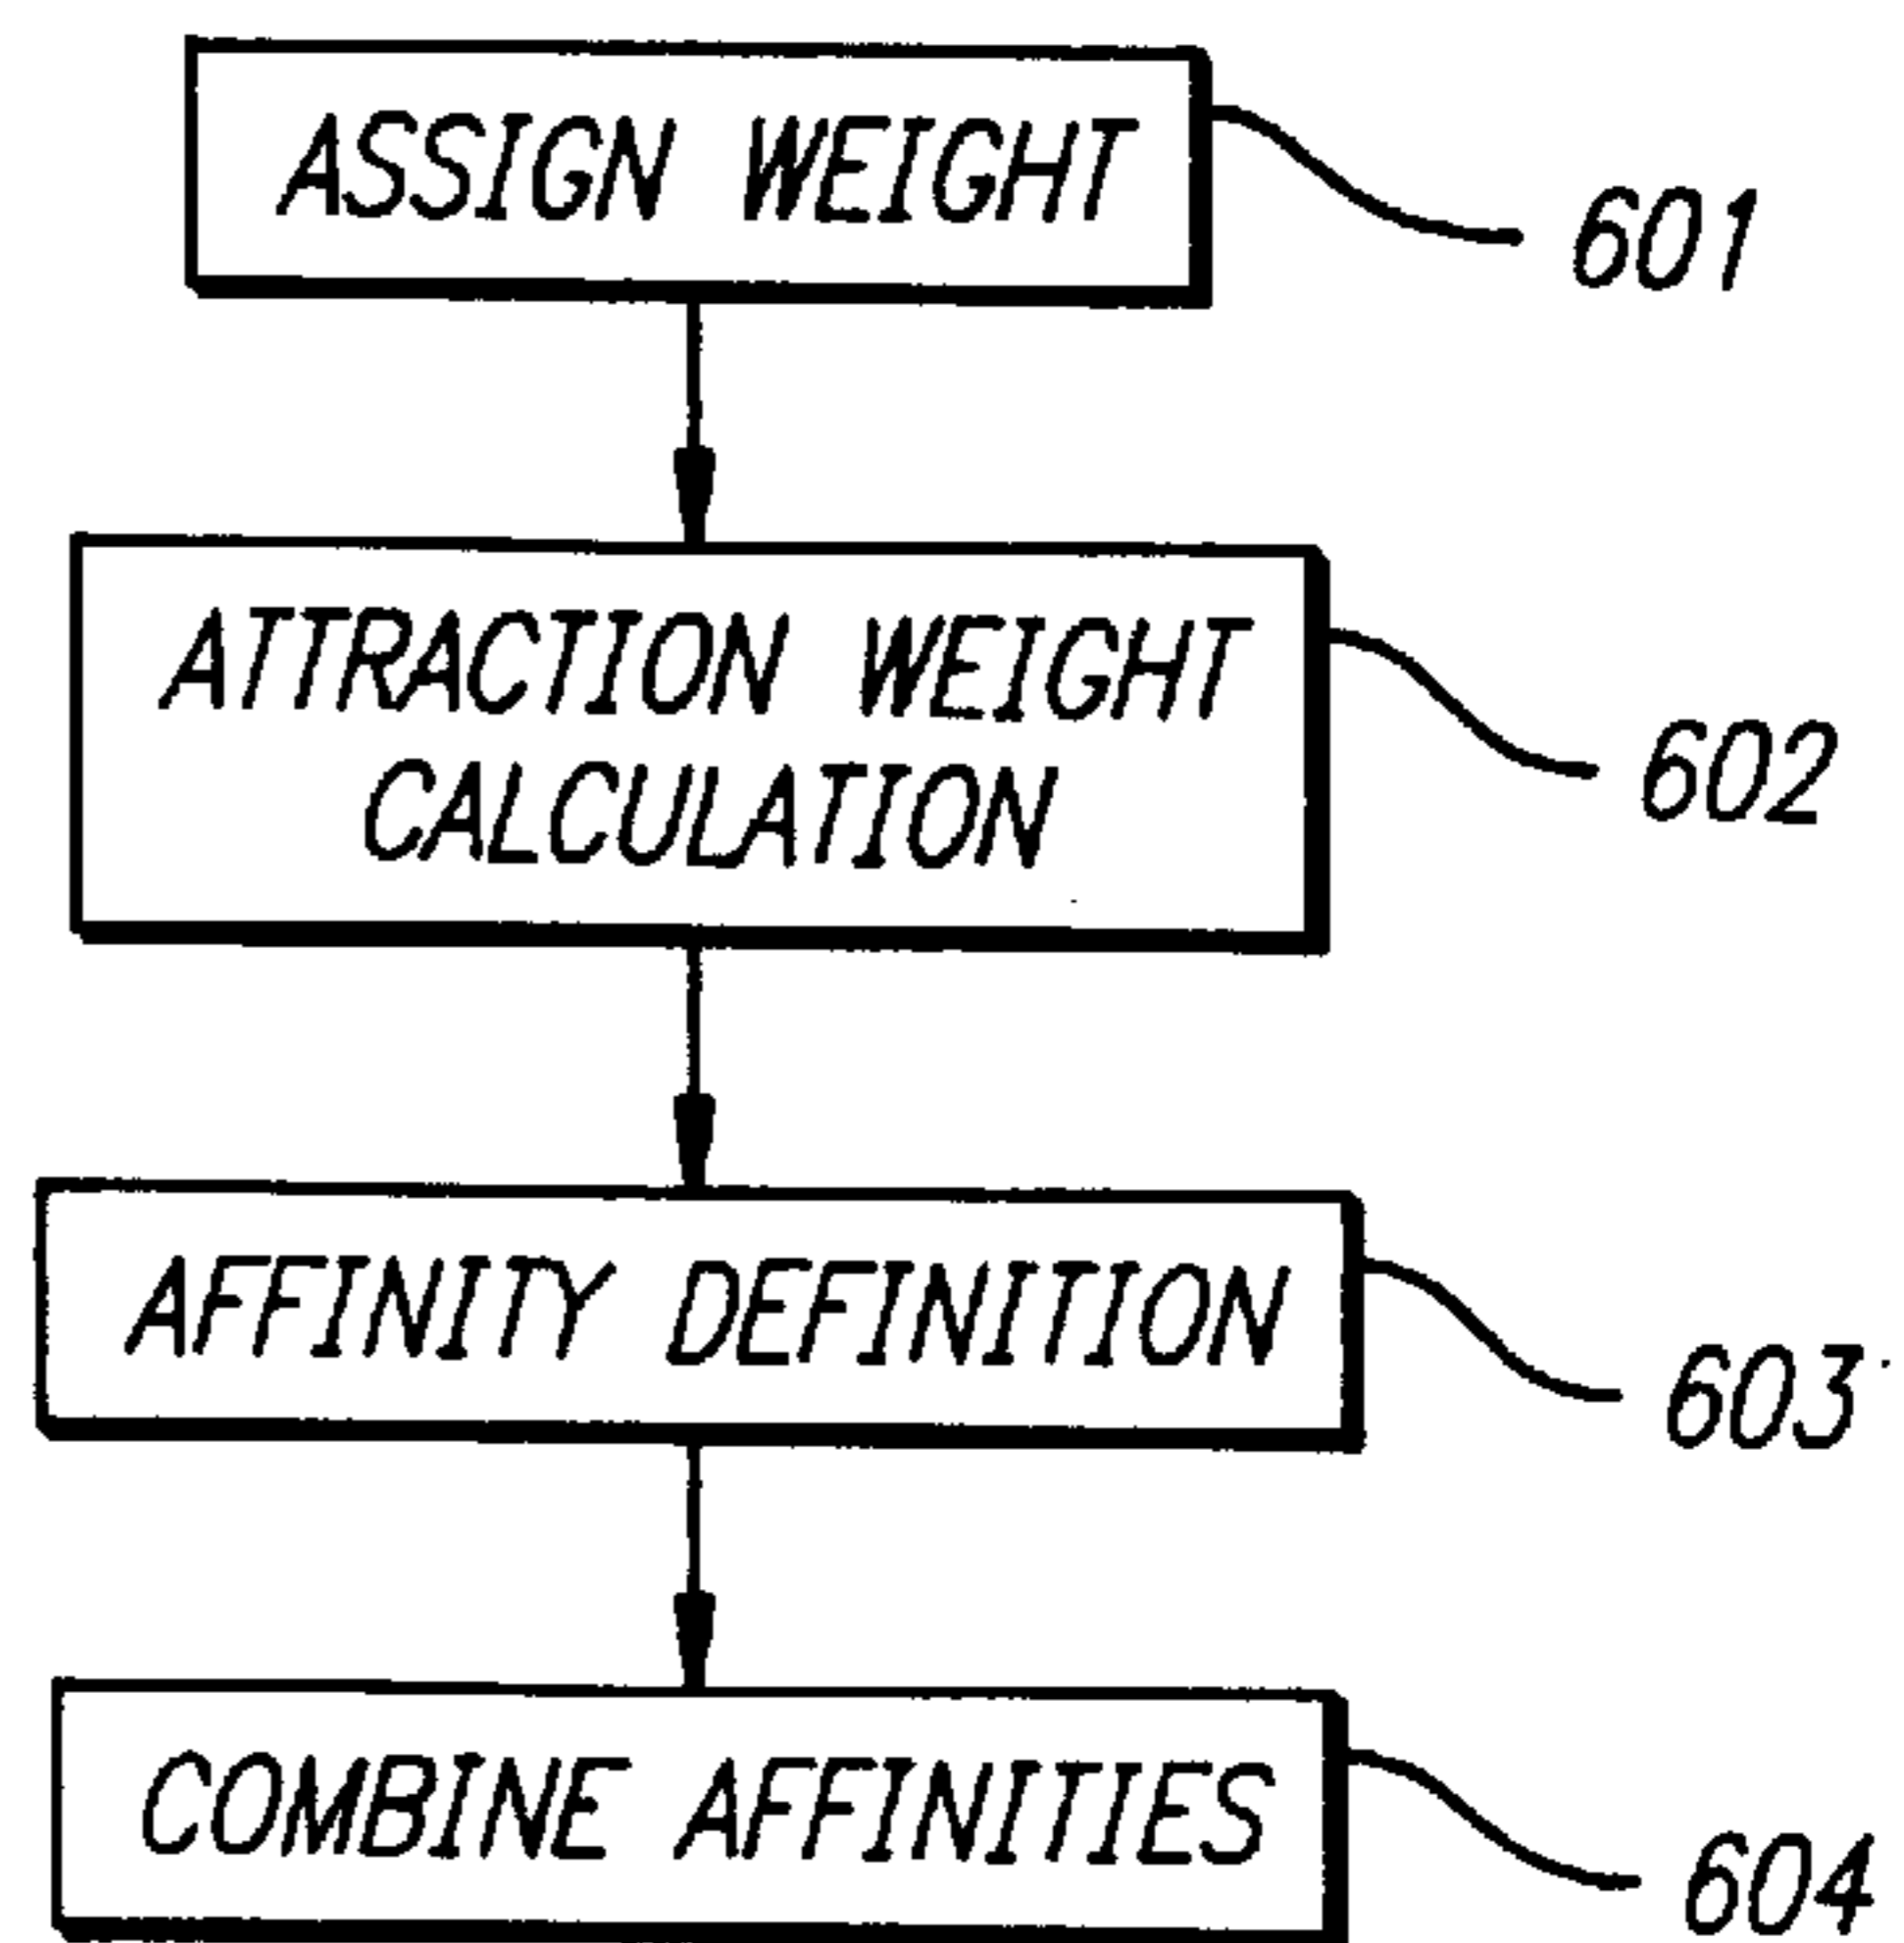 ASSIGN WEIGHT
601
ATTRACTION WEIGHT
CALCULATION
602
AFFINITY DEFINITION
603
COMBINE AFFINITIES
604